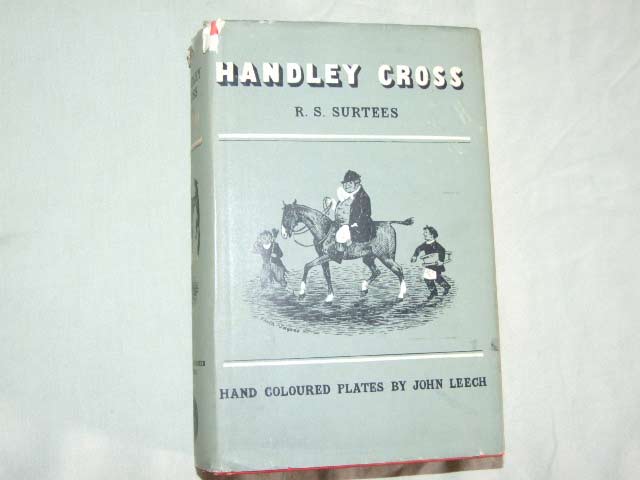 HANDLEY CROSS
R. S. SURTEES
HAND COLOURED PLATES BY JOHN LEECH